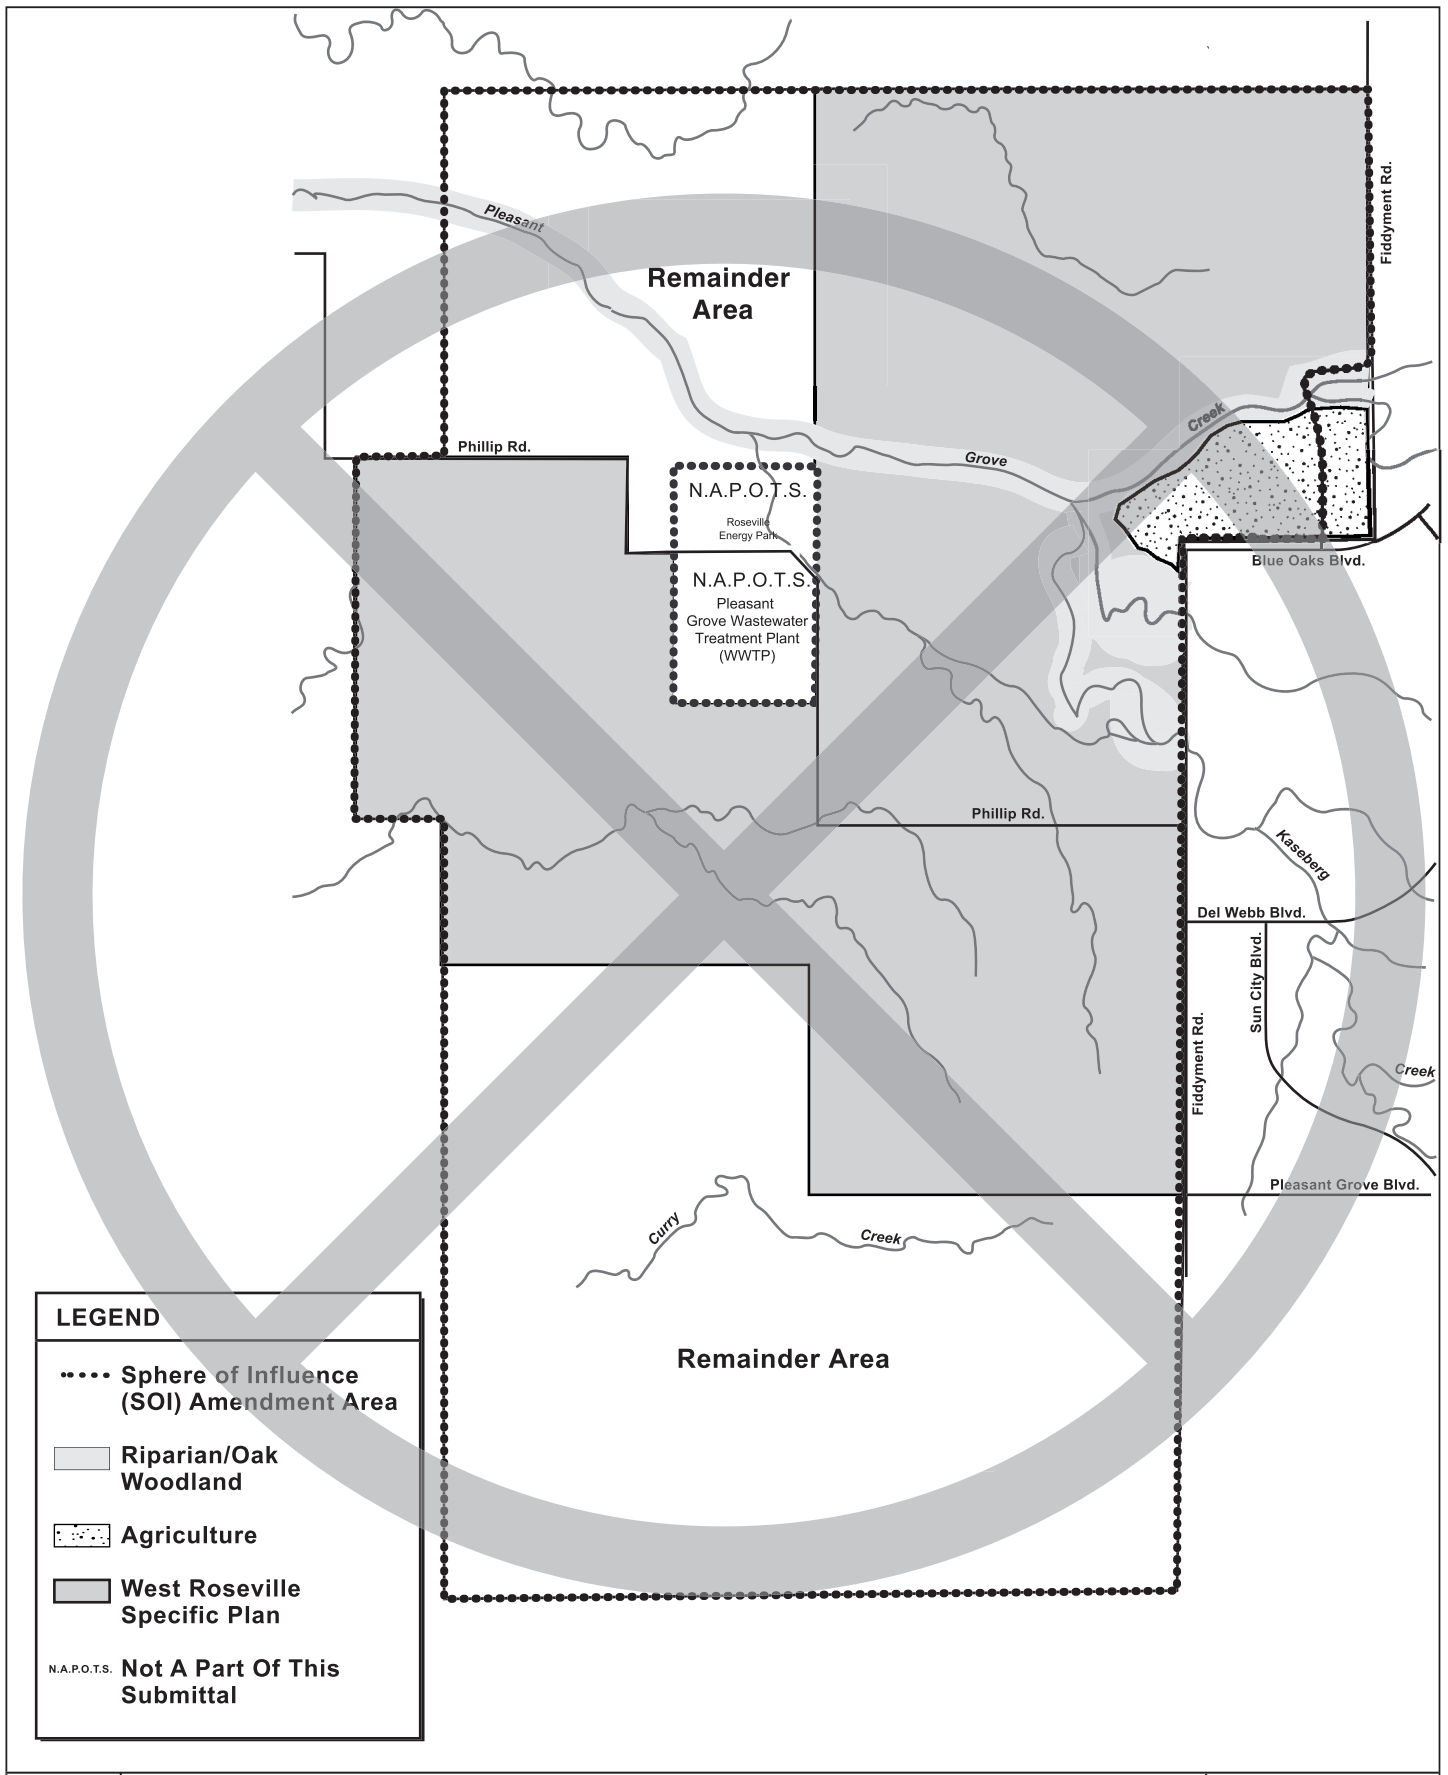 Pleasant
Fiddyment Rd.
Remainder
Area
Creek
Phillip Rd.
Grove
N.A.P.O.T.S.
Roseville
Energy Park
Blue Oaks Blvd.
N.A.P.O.T.S.
Pleasant
Grove Wastewater
Treatment Plant
(WWTP)
Phillip Rd.
Kaseberg
Del Webb Blvd.
Sun City Blvd.
Fiddyment Rd.
Creek
Pleasant Grove Blvd.
Curry
Creek
Remainder Area
LEGEND
Sphere of Influence
(SOI) Amendment Area
Riparian/Oak
Woodland
Agriculture
West Roseville
Specific Plan
N.A.P.O.T.S. Not A Part Of This
Submittal